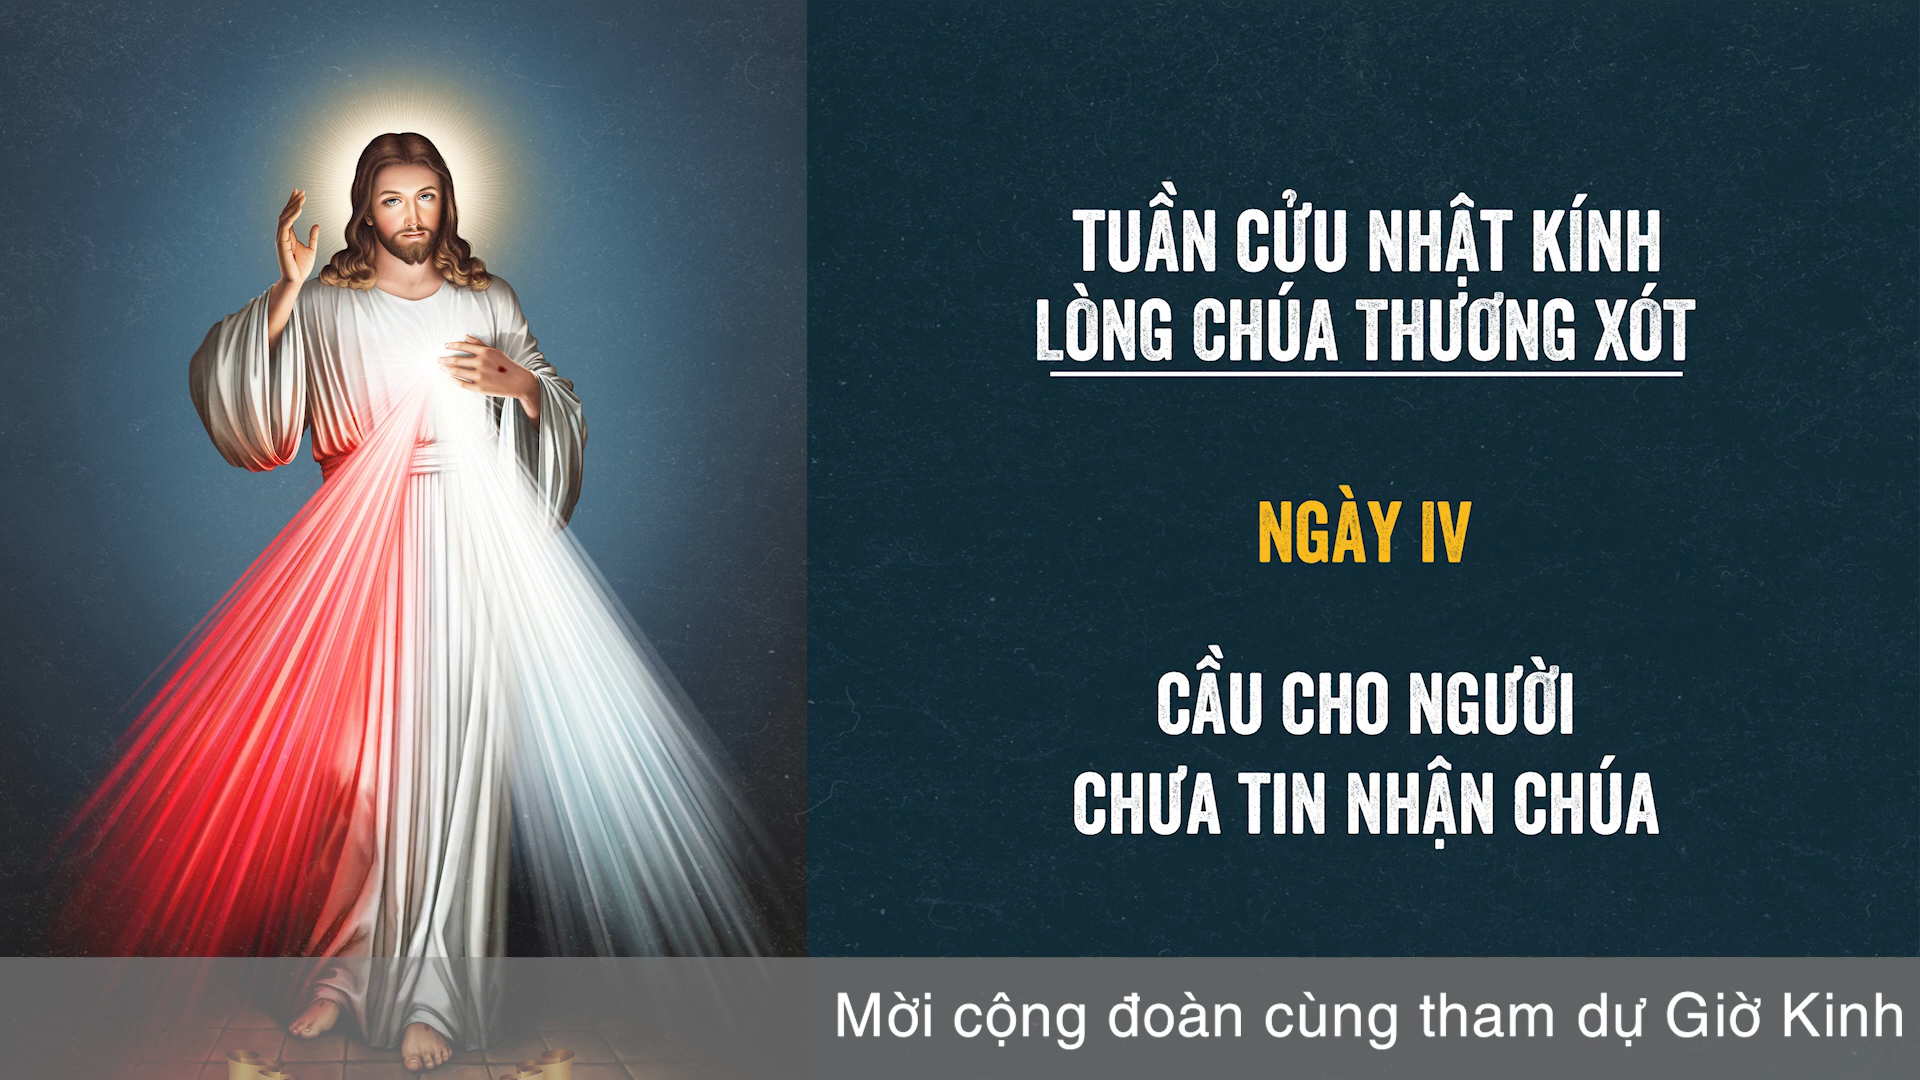 TUẦN CỬU NHẬT KÍNH
LÒNG CHÚA THƯƠNG XÓT
NGÀY IV
CẦU CHO NGƯỜI
CHƯA TIN NHẬN CHÚA
Mời cộng đoàn cùng tham dự Giờ Kinh